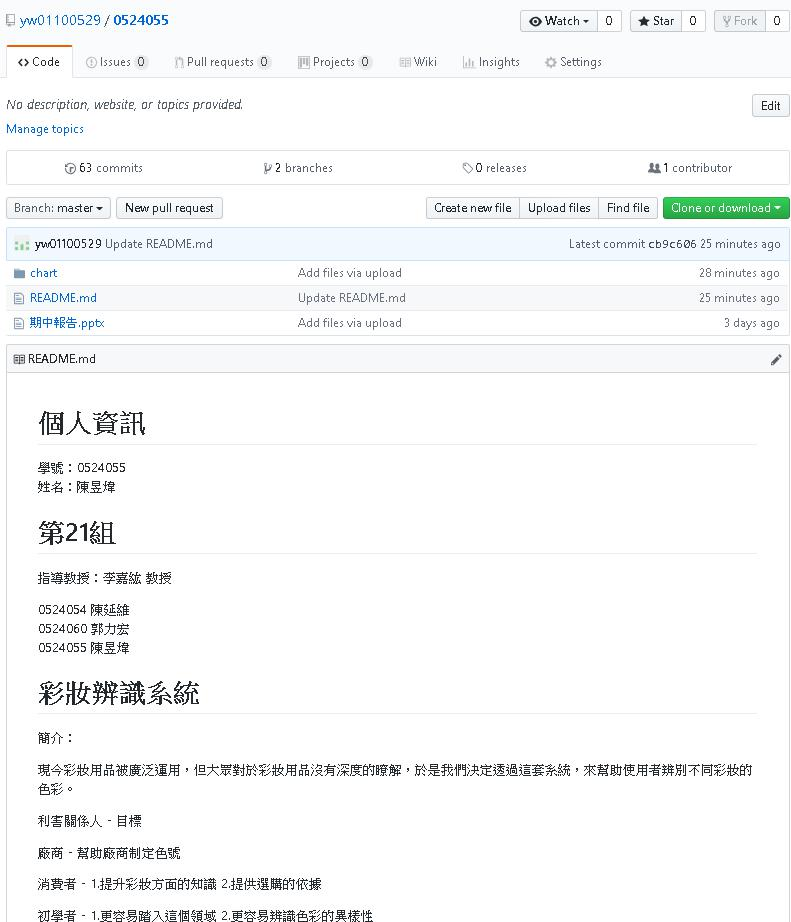 yw01100529 / 0524055
Watch 0 Star 0 Fork 0
Code Issues 0 Pull requests 0 Projects 0 Wiki Insights Settings
No description, website, or topics provided. Edit
Manage topics
63 commits 2 branches 0 releases 1 contributor
Branch: master New pull request Create new file Upload files Find file Clone or download
yw01100529 Update README.md Latest commit cb9c606 25 minutes ago
chart Add files via upload 28 minutes ago
README.md Update README.md 25 minutes ago
期中報告.pptx Add files via upload 3 days ago
README.md
個人資訊
學號：0524055
姓名：陳昱煒
第21組
指導教授：李嘉紘 教授
0524054 陳延維
0524060 郭力宏
0524055 陳昱煒
彩妝辨識系統
簡介：
現今彩妝用品被廣泛運用，但大眾對於彩妝用品沒有深度的瞭解，於是我們決定透過這套系統，來幫助使用者辨別不同彩妝的
色彩。
利害關係人 - 目標
廠商 - 幫助廠商制定色號
消費者 - 1.提升彩妝方面的知識 2.提供選購的依據
初學者 - 1.更容易踏入這個領域 2.更容易辨識色彩的異樣性